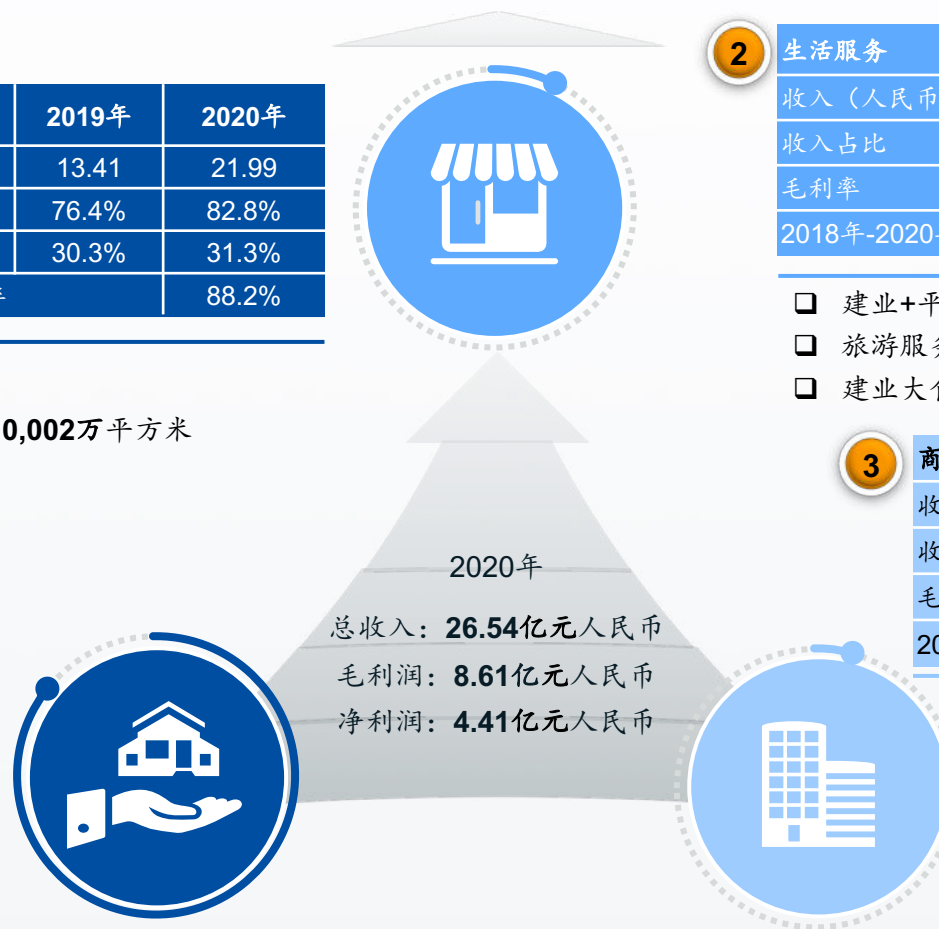 2019年 2020年
13.41 21.99
76.4% 82.8%
30.3% 31.3%
88.2%
0,002万平方米
2
生活服务
收入（人民币
收入占比
毛利率
2018年-2020
建业+平
旅游服
建业大
3
商
收
收
毛
20
2020年
总收入：26.54亿元人民币
毛利润：8.61亿元人民币
净利润：4.41亿元人民币